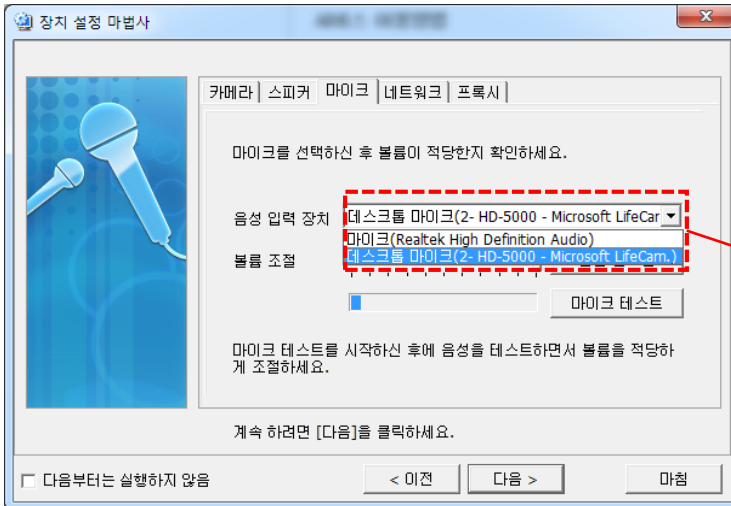 장치 설정 마법사
카메라 스피커 마이크 네트워크 프록시
마이크를 선택하신 후 볼륨이 적당한지 확인하세요.
음성 입력 장치 데스크톱 마이크(2- HD-5000 - Microsoft LifeCar
마이크(Realtek High Definition Audio)
볼륨 조절 데스크톱 마이크(2- HD-5000 - Microsoft LifeCam.)
마이크 테스트
마이크 테스트를 시작하신 후에 음성을 테스트하면서 볼륨을 적당하
게 조절하세요.
계속 하려면 [다음]을 클릭하세요.
다음부터는 실행하지 않음 < 이전 다음 > 마침